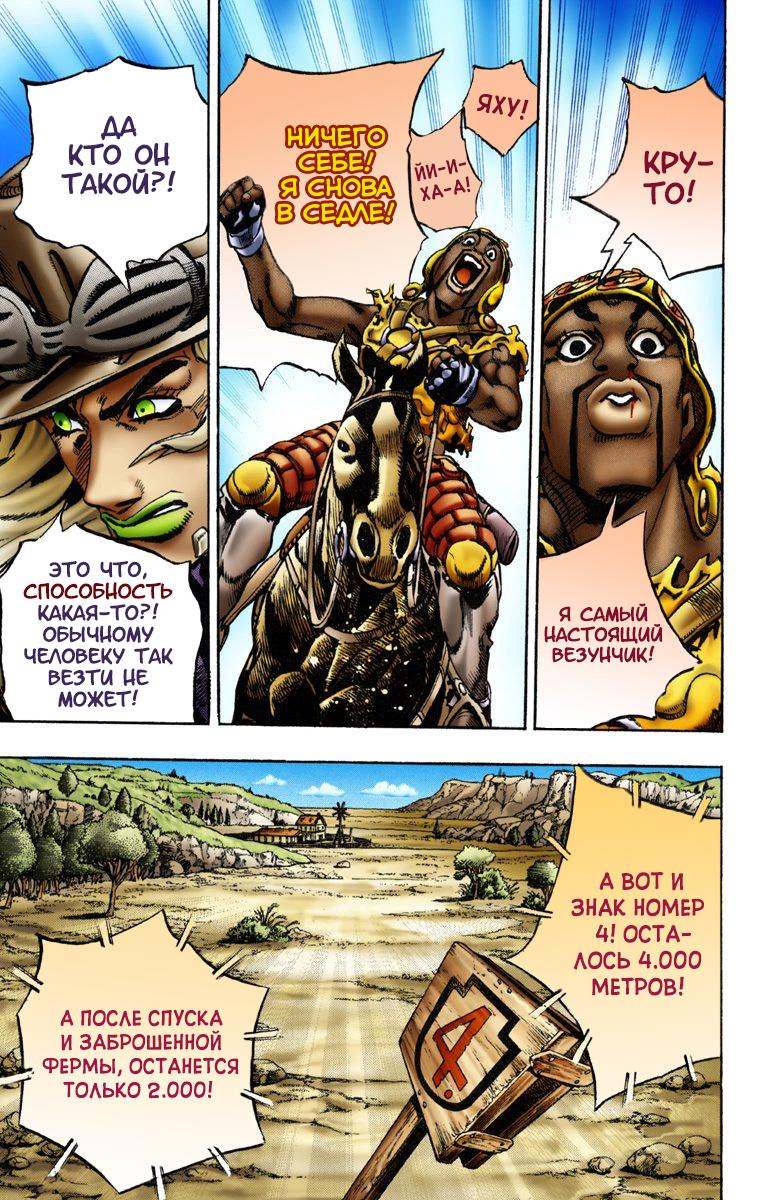 КРУ-
ТО!
Я САМЫЙ
НАСТОЯЩИЙ
ВЕЗУНЧИК!
ЯХУ!
ЙИ-И-
ХА-А!
НИЧЕГО
СЕБЕ!
Я СНОВА
В СЕДЛЕ!
ДА
КТО ОН
ТАКОЙ?!
ЭТО ЧТО,
СПОСОБНОСТЬ
КАКАЯ-ТО?!
ОБЫЧНОМУ
ЧЕЛОВЕКУ ТАК
ВЕЗТИ НЕ
МОЖЕТ!
А ВОТ И
ЗНАК НОМЕР
4! ОСТА-
ЛОСЬ 4.000
МЕТРОВ!
4.
А ПОСЛЕ СПУСКА
И ЗАБРОШЕННОЙ
ФЕРМЫ, ОСТАНЕТСЯ
ТОЛЬКО 2.000!